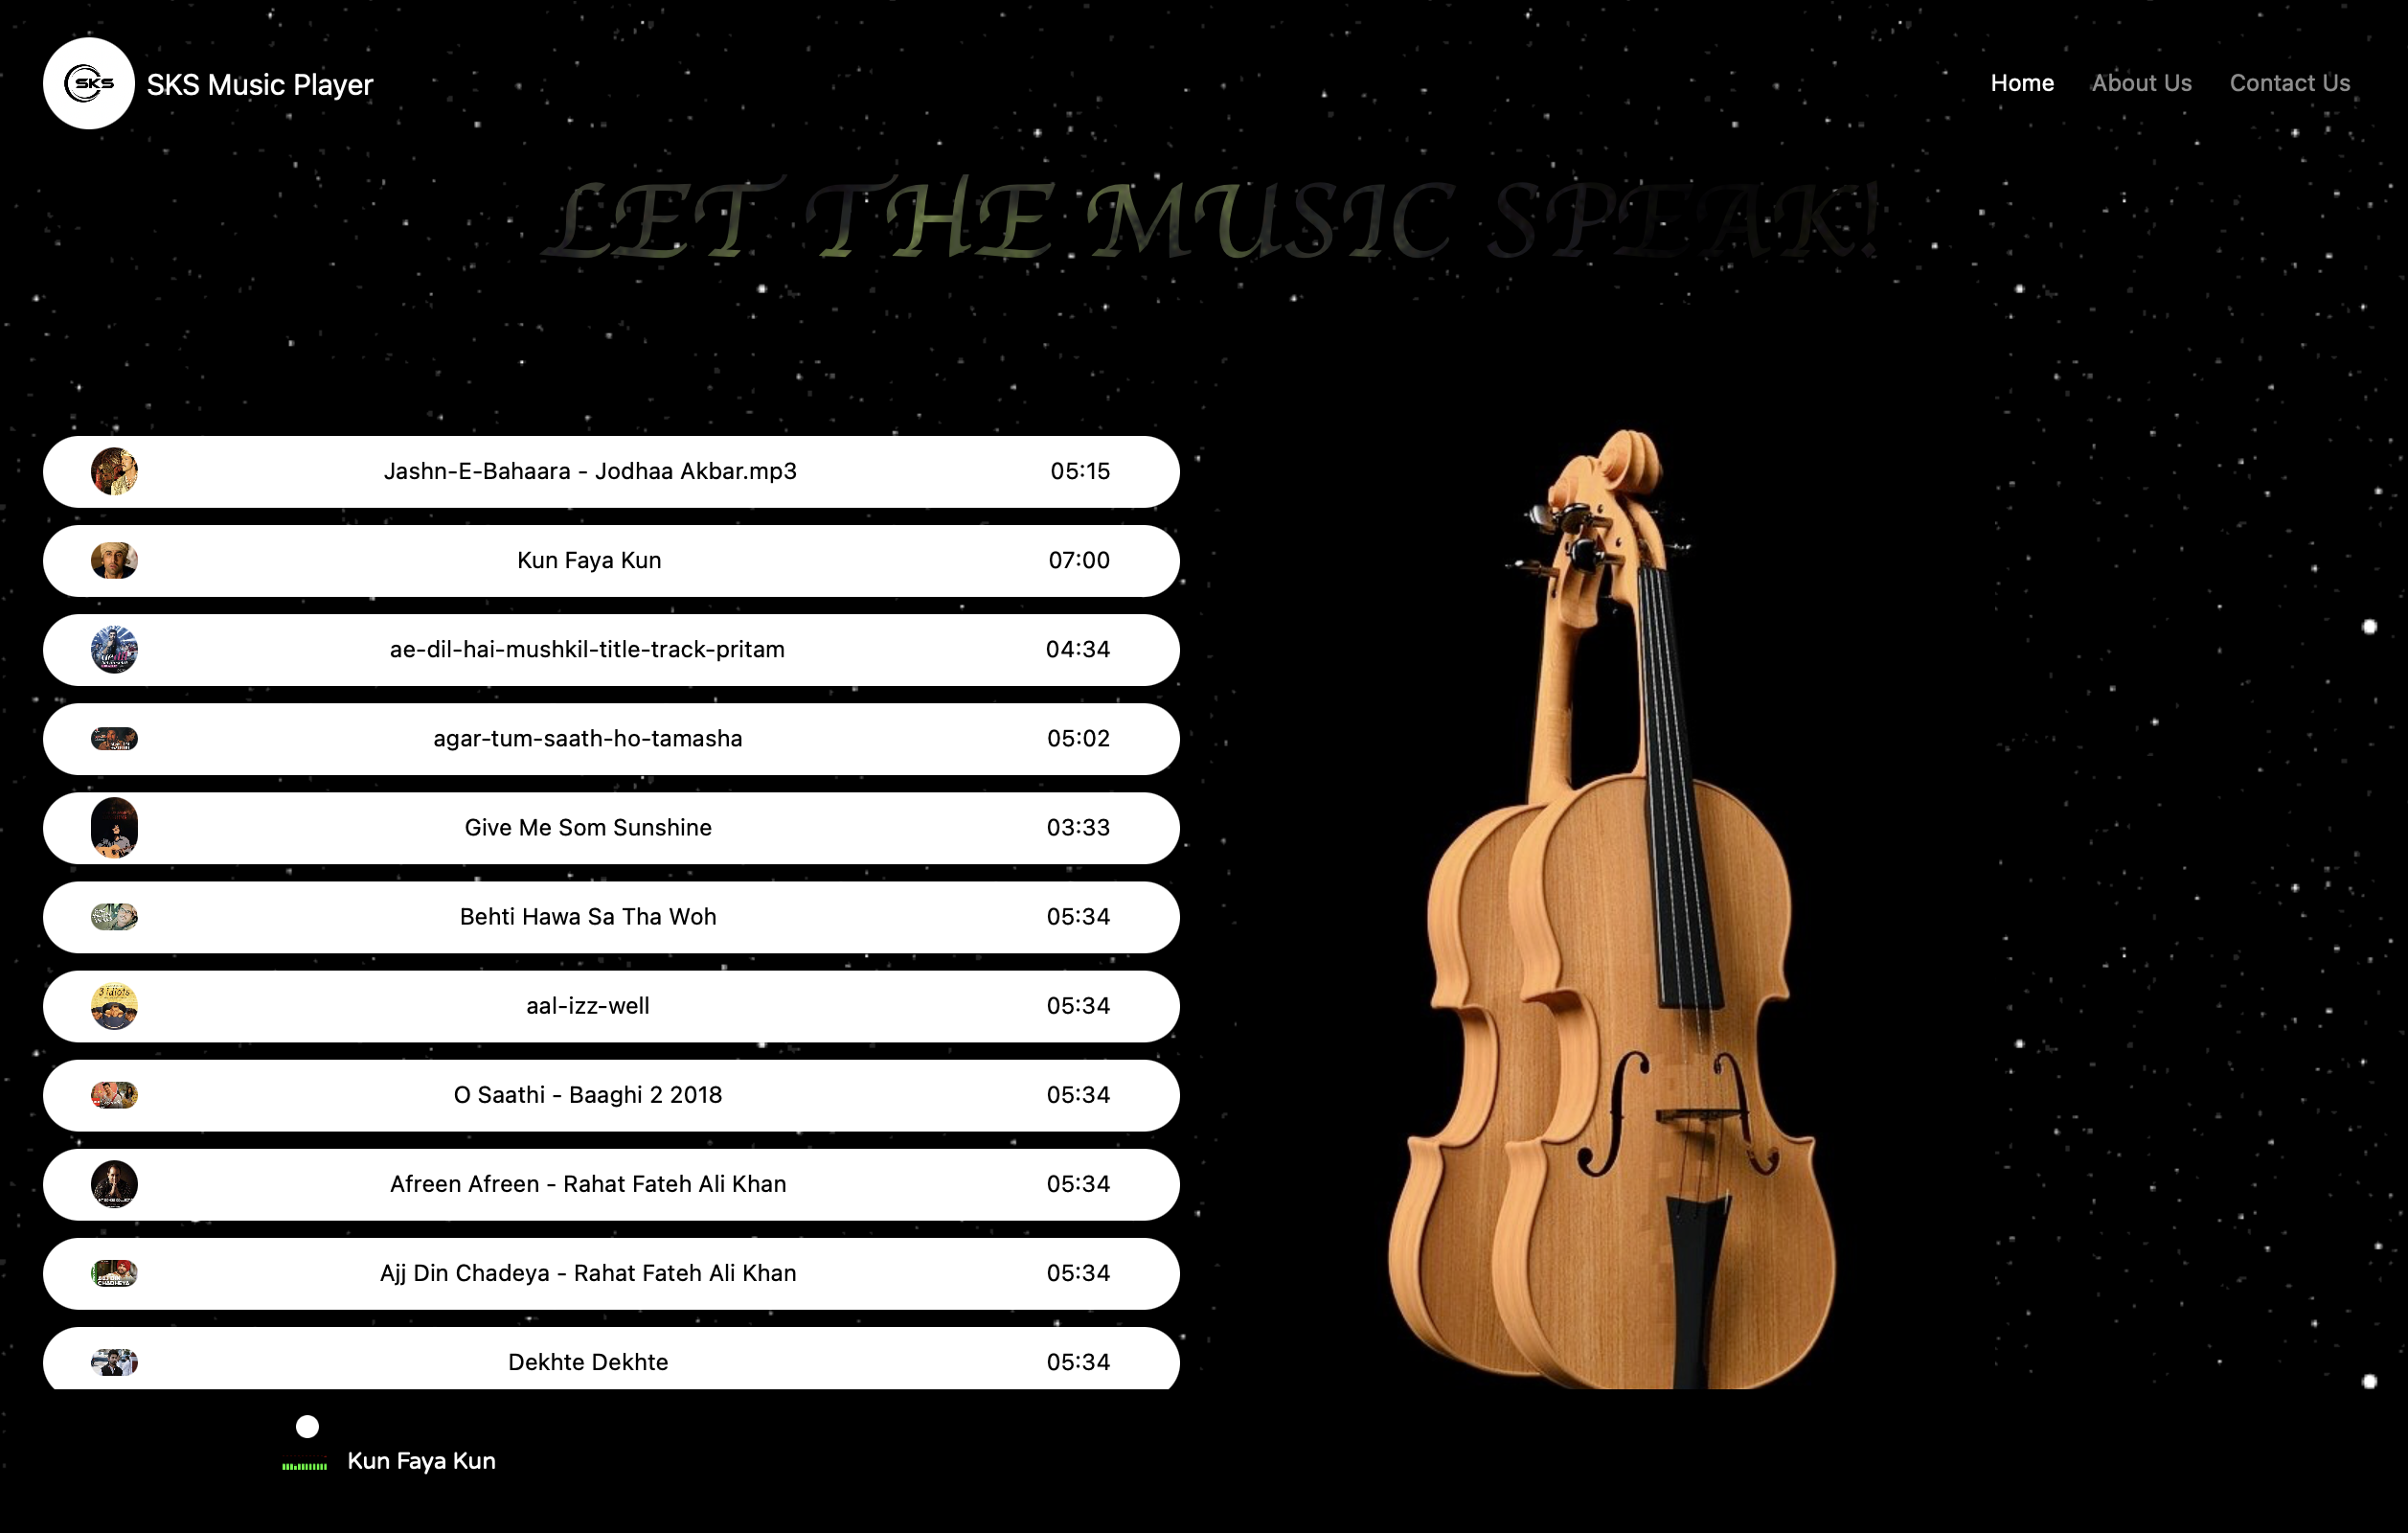 SKS
SKS Music Player
Home
About Us
Contact Us
LET THE MUSIC SPEAK!
Jashn-E-Bahaara - Jodhaa Akbar.mp3 05:15
Kun Faya Kun 07:00
ae-dil-hai-mushkil-title-track-pritam 04:34
agar-tum-saath-ho-tamasha 05:02
Give Me Som Sunshine 03:33
Behti Hawa Sa Tha Woh 05:34
3 idiots
aal-izz-well 05:34
O Saathi - Baaghi 2 2018 05:34
Afreen Afreen - Rahat Fateh Ali Khan 05:34
Ajj Din Chadeya - Rahat Fateh Ali Khan 05:34
Dekhte Dekhte 05:34
Kun Faya Kun